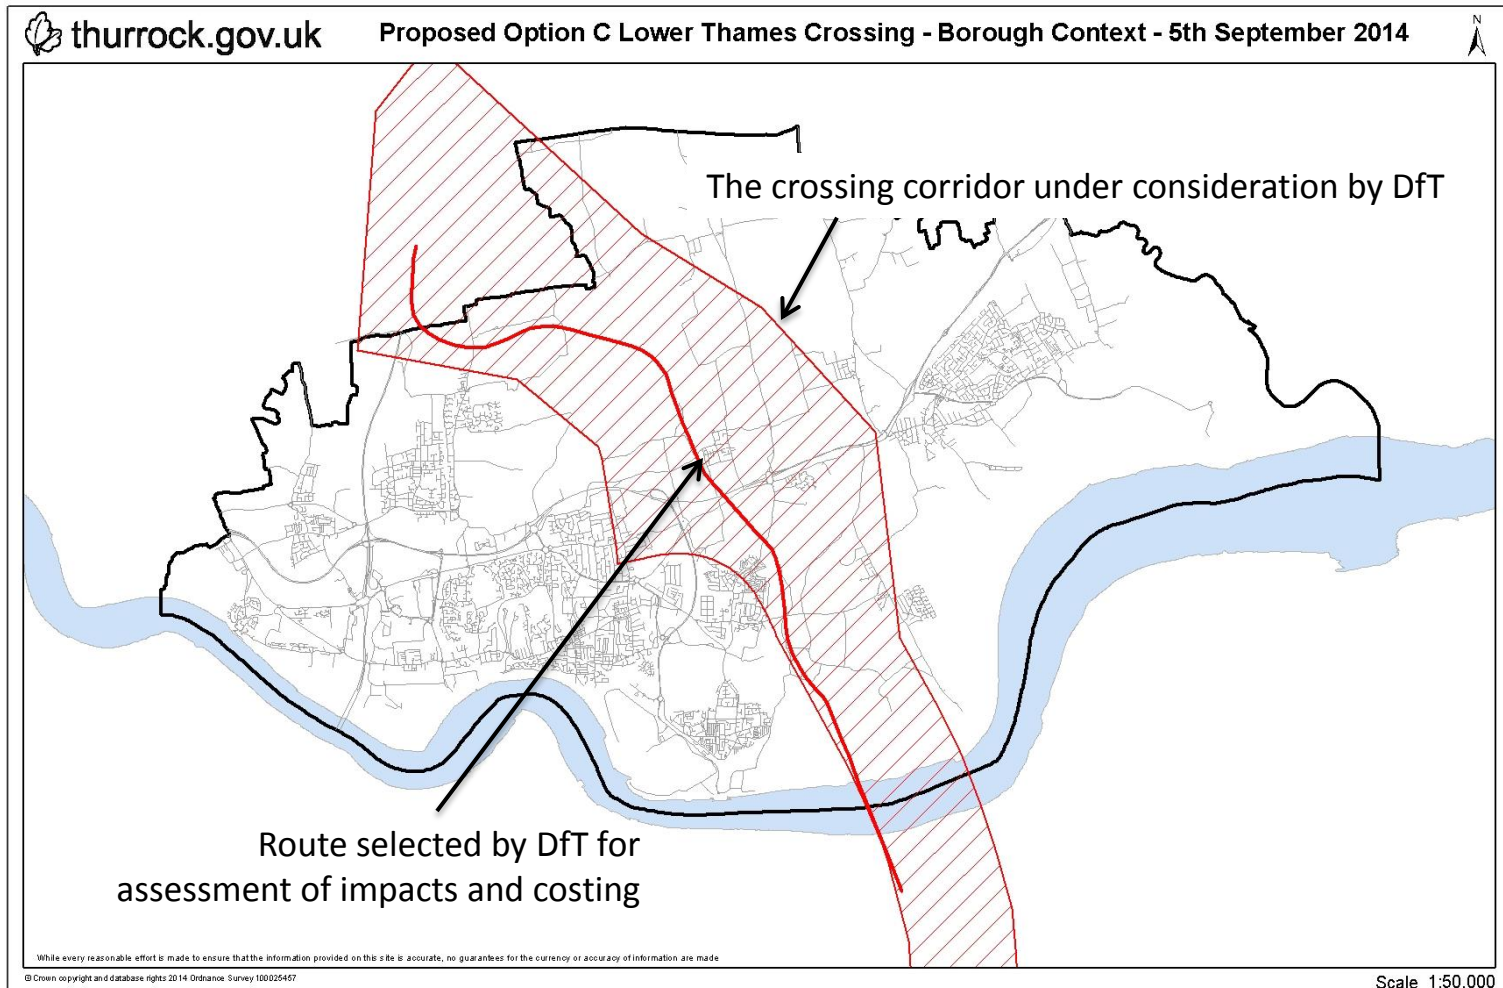 thurrock.gov.uk
Proposed Option C Lower Thames Crossing - Borough Context - 5th September 2014
N
The crossing corridor under consideration by DfT
Route selected by DfT for
assessment of impacts and costing
While every reasonable effort is made to ensure that the information provided on this site is accurate, no guarantees for the currency or accuracy of information are made
© Crown copyright and database rights 2014 Ordnance Survey 100025457
Scale 1:50,000